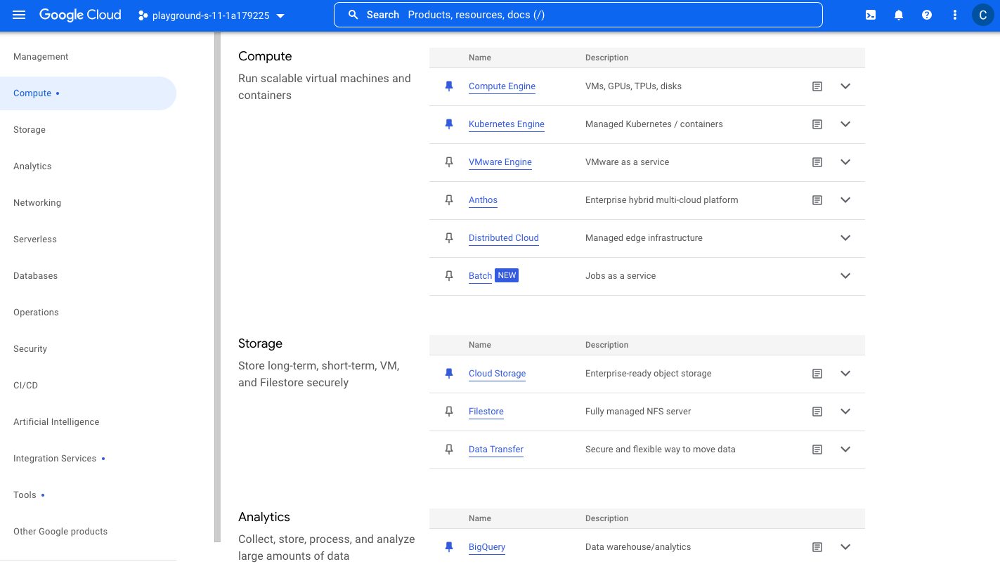 Google Cloud
playground-s-11-1a179225
Search Products, resources, docs (/)
C
Management
Compute
Storage
Analytics
Networking
Serverless
Databases
Operations
Security
CI/CD
Artificial Intelligence
Integration Services
Tools
Other Google products
Compute
Run scalable virtual machines and
containers
Name Description
Compute Engine VMs, GPUs, TPUs, disks
Kubernetes Engine Managed Kubernetes / containers
VMware Engine VMware as a service
Anthos Enterprise hybrid multi-cloud platform
Distributed Cloud Managed edge infrastructure
Batch NEW Jobs as a service
Storage
Store long-term, short-term, VM,
and Filestore securely
Name Description
Cloud Storage Enterprise-ready object storage
Filestore Fully managed NFS server
Data Transfer Secure and flexible way to move data
Analytics
Collect, store, process, and analyze
large amounts of data
Name Description
BigQuery Data warehouse/analytics